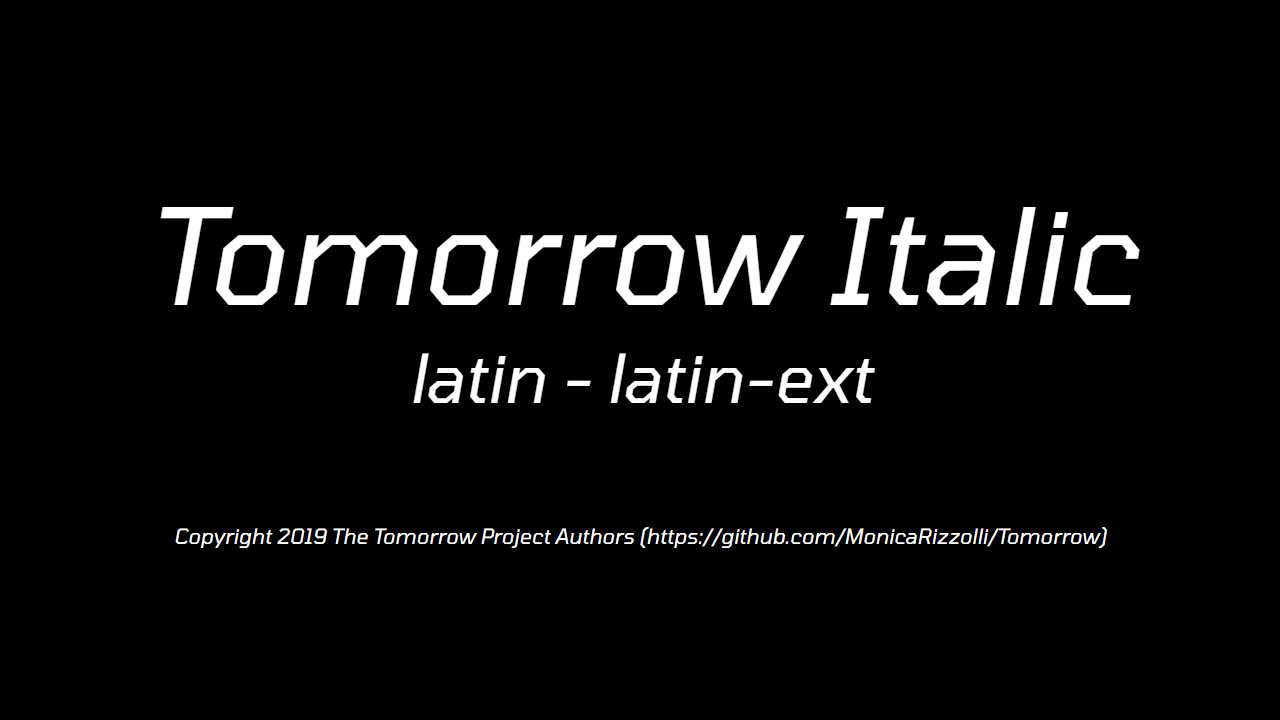 Tomorrow Italic
latin - latin-ext
Copyright 2019 The Tomorrow Project Authors (https://github.com/MonicaRizzolli/Tomorrow)